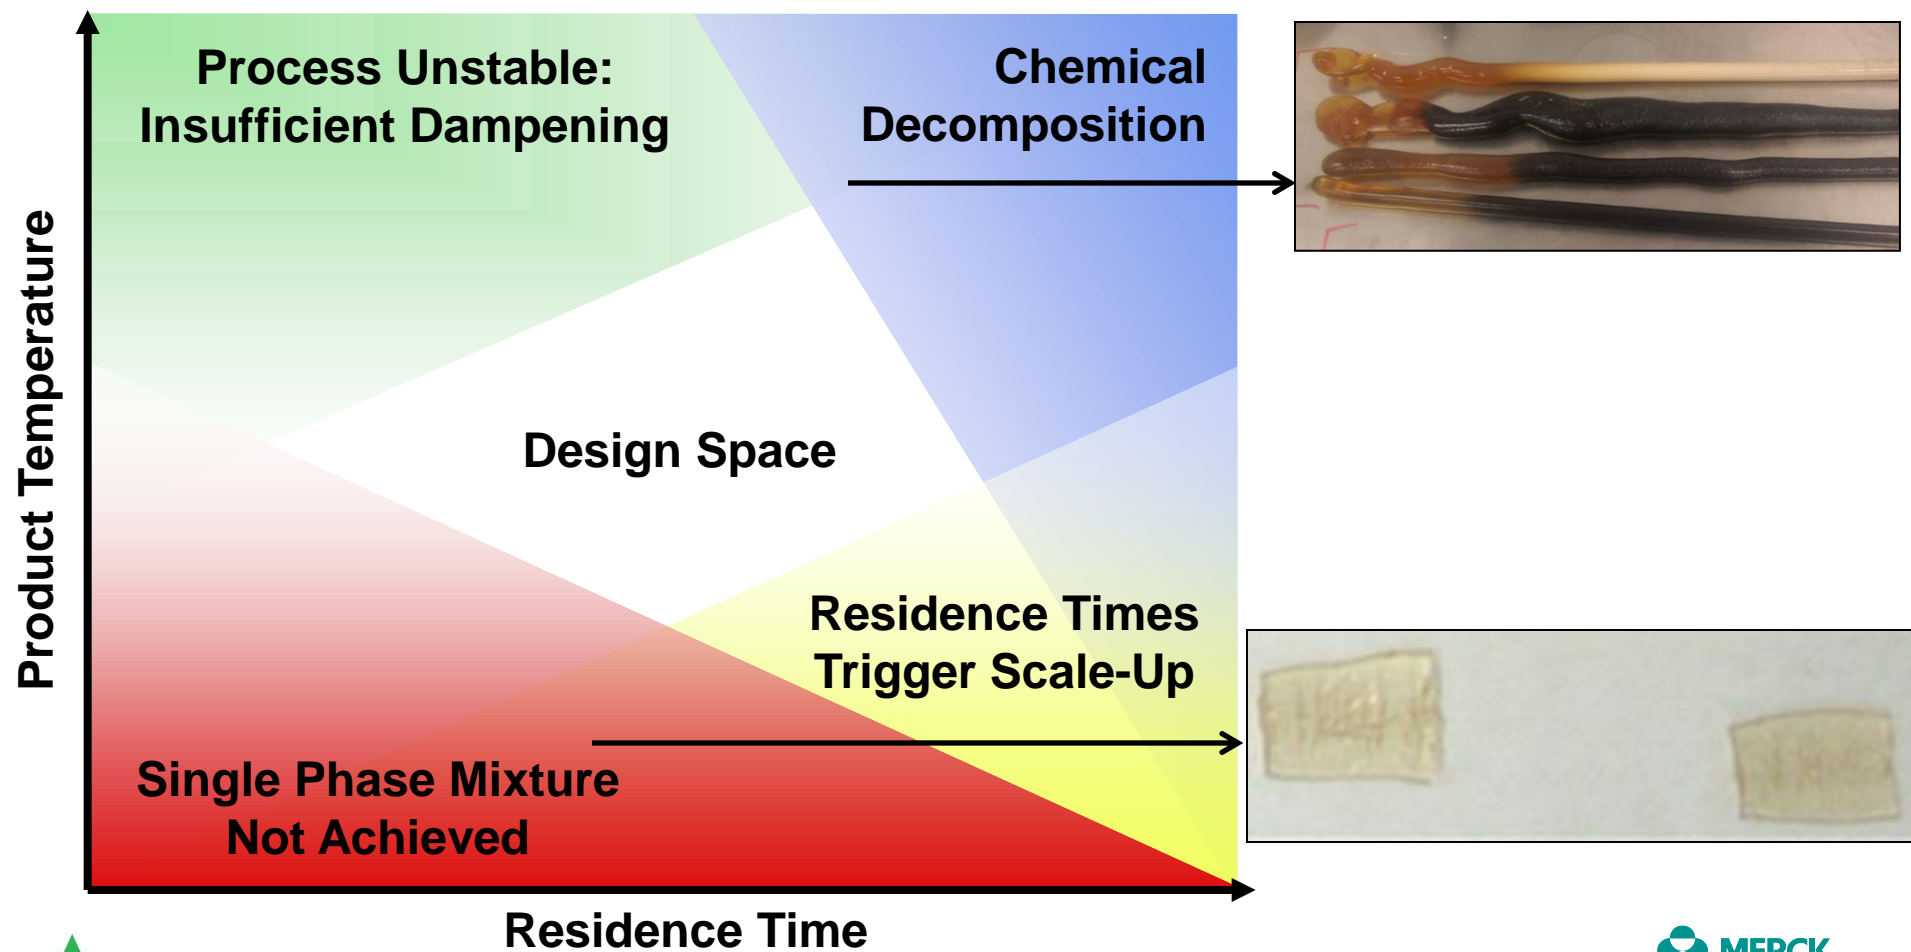 Process Unstable:
Insufficient Dampening
Chemical
Decomposition
Product Temperature
Design Space
Residence Times
Trigger Scale-Up
Single Phase Mixture
Not Achieved
Residence Time
MERCK